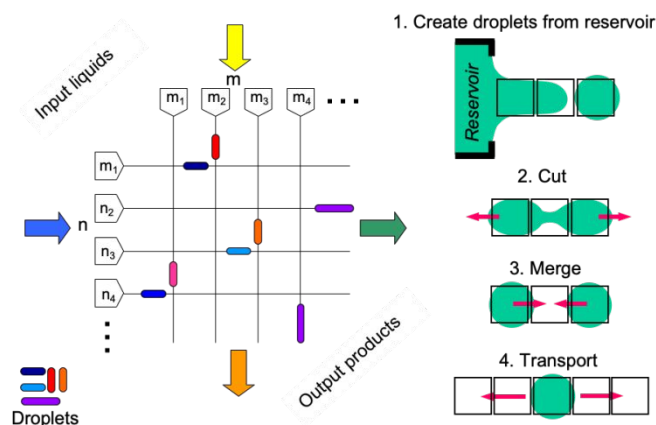 Input liquids
m
m1
m2
m3
m4
...
m1
n2
n
n3
n4
Output products
Droplets
1. Create droplets from reservoir
Reservoir
2. Cut
3. Merge
4. Transport